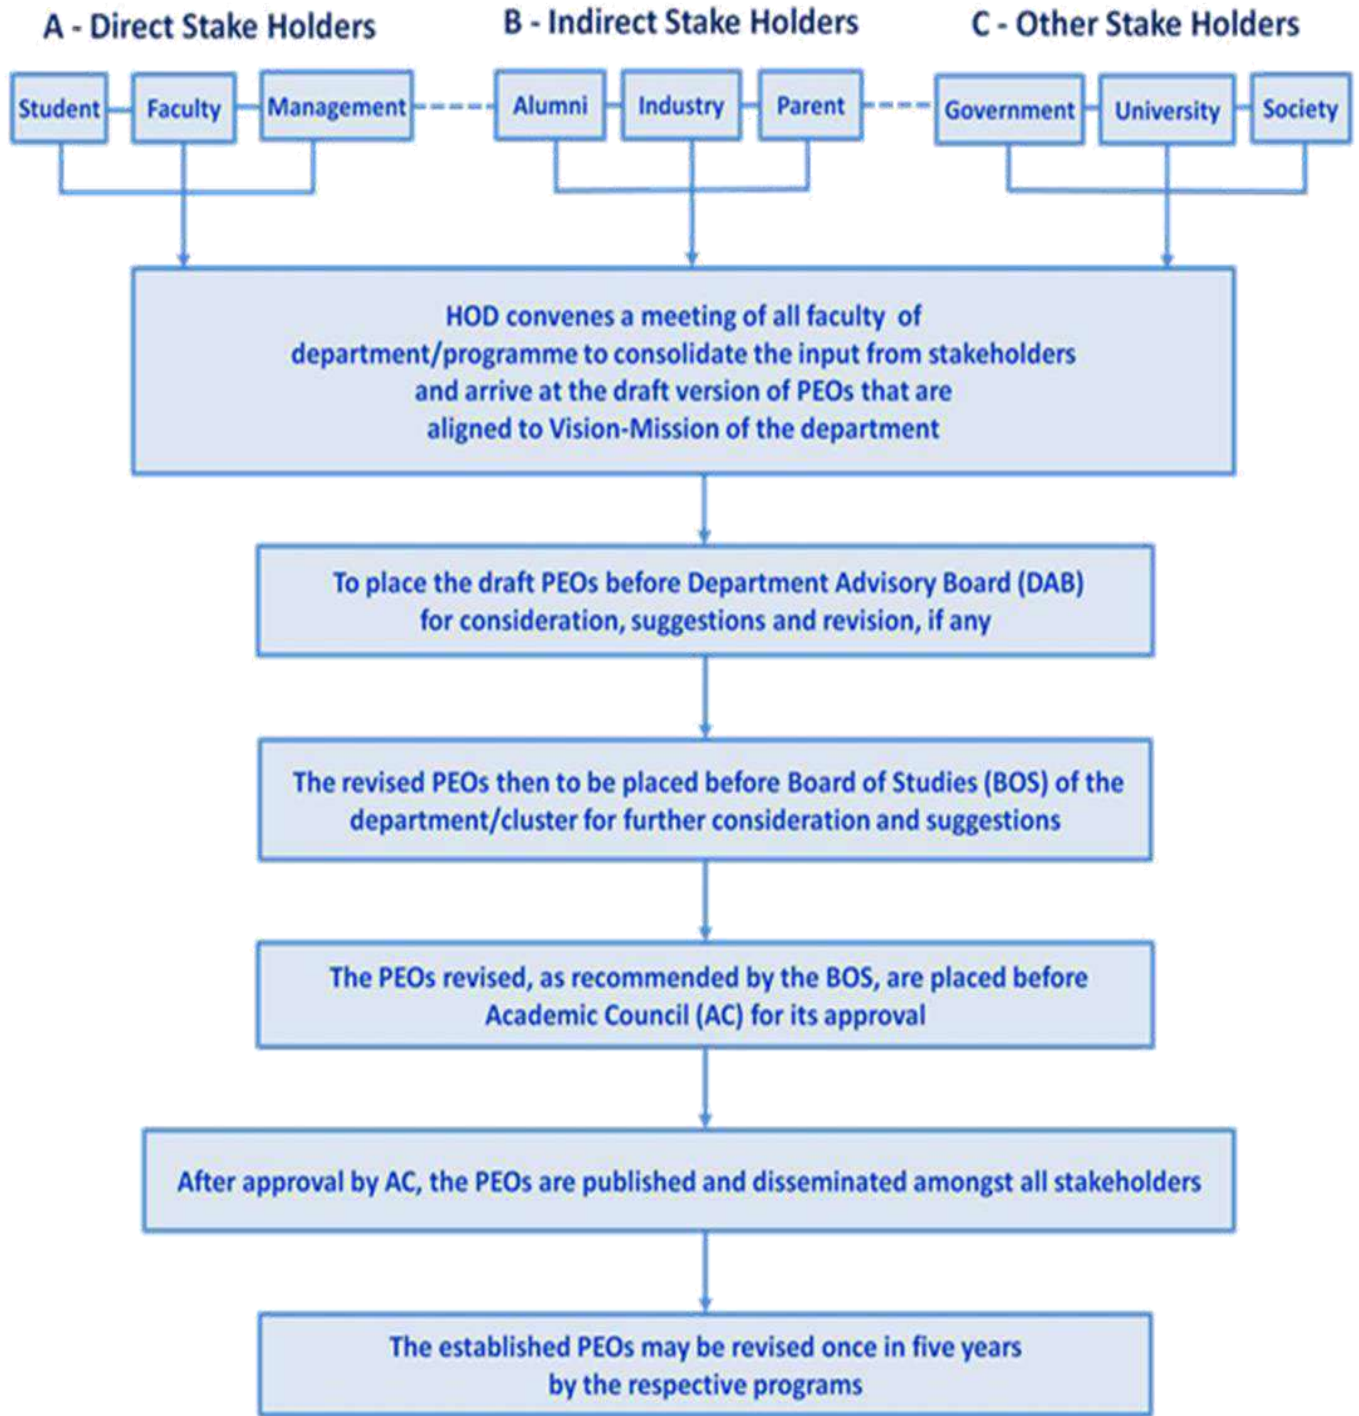 A - Direct Stake Holders
B - Indirect Stake Holders
C - Other Stake Holders
Student
Faculty
Management
Alumni
Industry
Parent
Government
University
Society
HOD convenes a meeting of all faculty of
department/programme to consolidate the input from stakeholders
and arrive at the draft version of PEOs that are
aligned to Vision-Mission of the department
To place the draft PEOs before Department Advisory Board (DAB)
for consideration, suggestions and revision, if any
The revised PEOs then to be placed before Board of Studies (BOS) of the
department/cluster for further consideration and suggestions
The PEOs revised, as recommended by the BOS, are placed before
Academic Council (AC) for its approval
After approval by AC, the PEOs are published and disseminated amongst all stakeholders
The established PEOs may be revised once in five years
by the respective programs